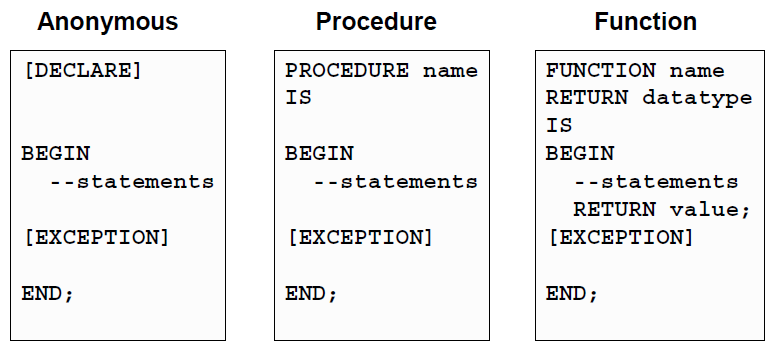 Anonymous
[DECLARE]
BEGIN
--statements
[EXCEPTION]
END;
Procedure
PROCEDURE name
IS
BEGIN
--statements
[EXCEPTION]
END;
Function
FUNCTION name
RETURN datatype
IS
BEGIN
--statements
RETURN value;
[EXCEPTION]
END;